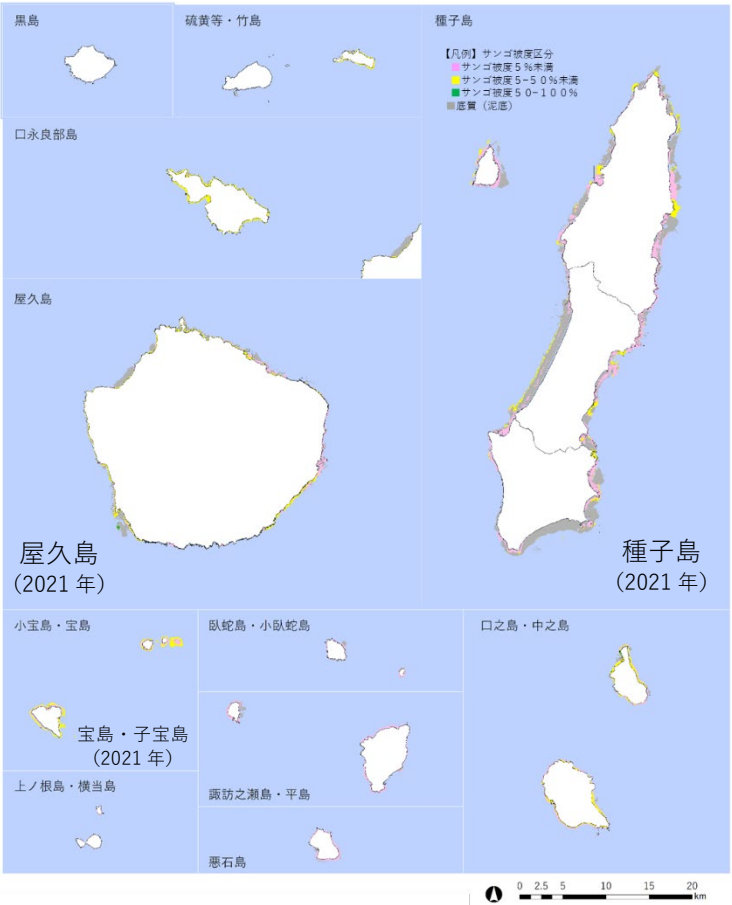 黒島
硫黄等・竹島
種子島
【凡例】サンゴ被度区分
サンゴ被度５%未満
サンゴ被度５-５０%未満
サンゴ被度５０-１００%
底質（泥底）
口永良部島
屋久島
屋久島
（2021 年）
種子島
（2021 年）
小宝島・宝島
宝島・子宝島
（2021 年）
臥蛇島・小臥蛇島
口之島・中之島
上ノ根島・横当島
諏訪之瀬島・平島
悪石島
0 2.5 5 10 15 20
km